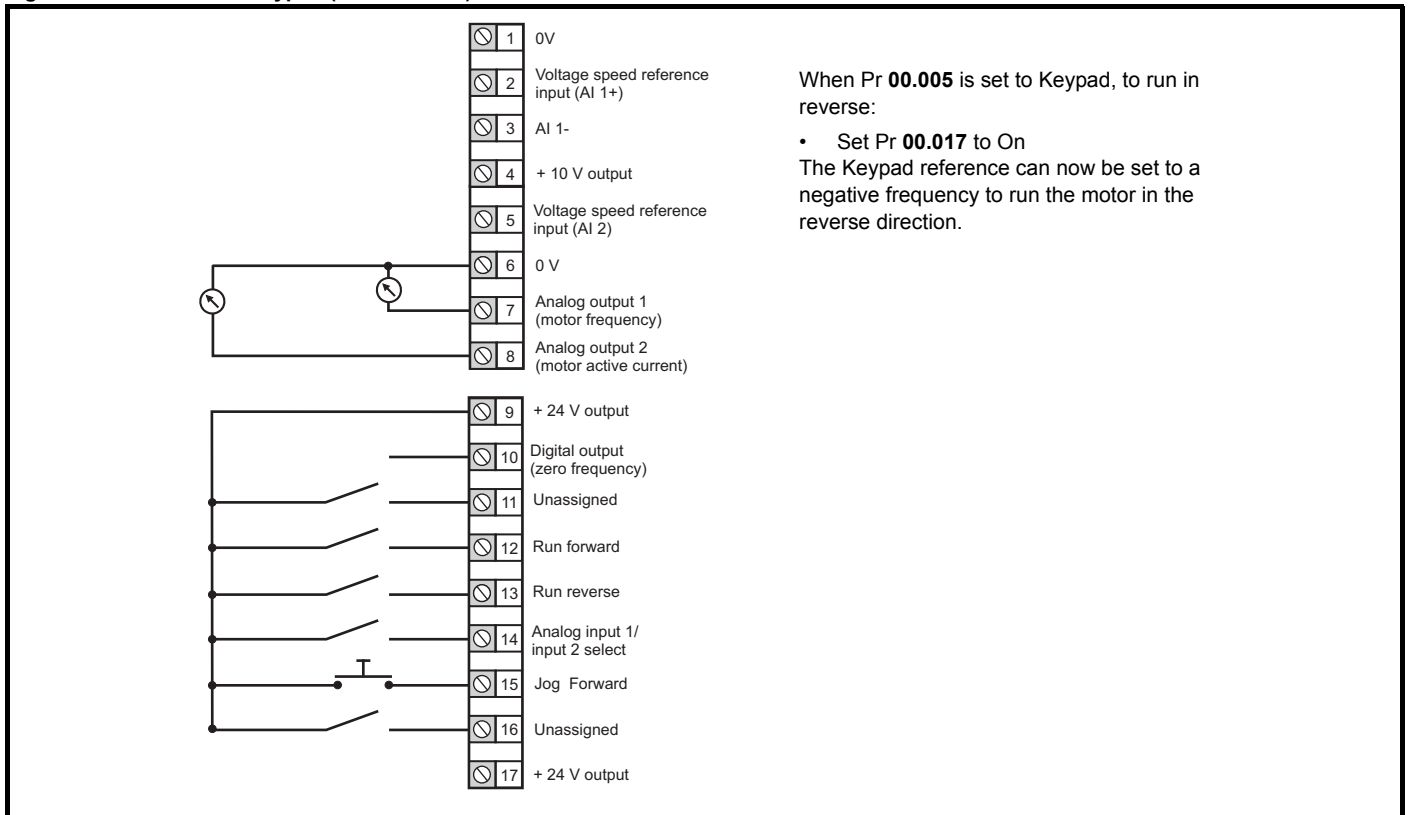 1 0V
2 Voltage speed reference
input (AI 1+)
3 AI 1-
4 + 10 V output
5 Voltage speed reference
input (AI 2)
6 0 V
7 Analog output 1
(motor frequency)
8 Analog output 2
(motor active current)
9 + 24 V output
10 Digital output
(zero frequency)
11 Unassigned
12 Run forward
13 Run reverse
14 Analog input 1/
input 2 select
15 Jog Forward
16 Unassigned
17 + 24 V output
When Pr 00.005 is set to Keypad, to run in
reverse:
• Set Pr 00.017 to On
The Keypad reference can now be set to a
negative frequency to run the motor in the
reverse direction.